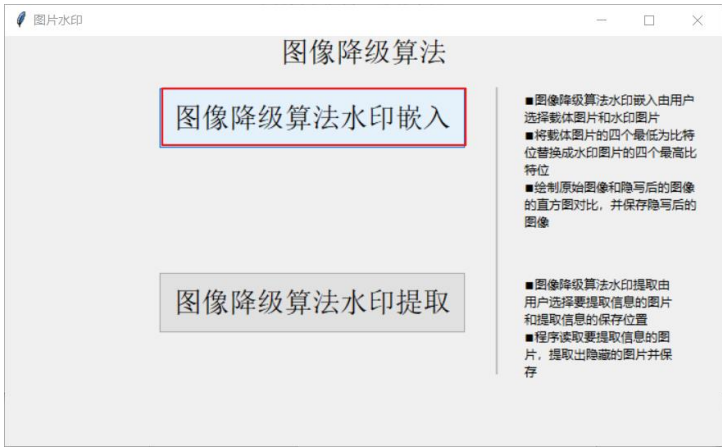 图片水印
图像降级算法
图像降级算法水印嵌入
■图像降级算法水印嵌入由用户
选择载体图片和水印图片
■将载体图片的四个最低为比特
位替换成水印图片的四个最高比
特位
■绘制原始图像和隐写后的图像
的直方图对比，并保存隐写后的
图像
图像降级算法水印提取
■图像降级算法水印提取由
用户选择要提取信息的图片
和提取信息的保存位置
■程序读取要提取信息的图
片，提取出隐藏的图片并保
存